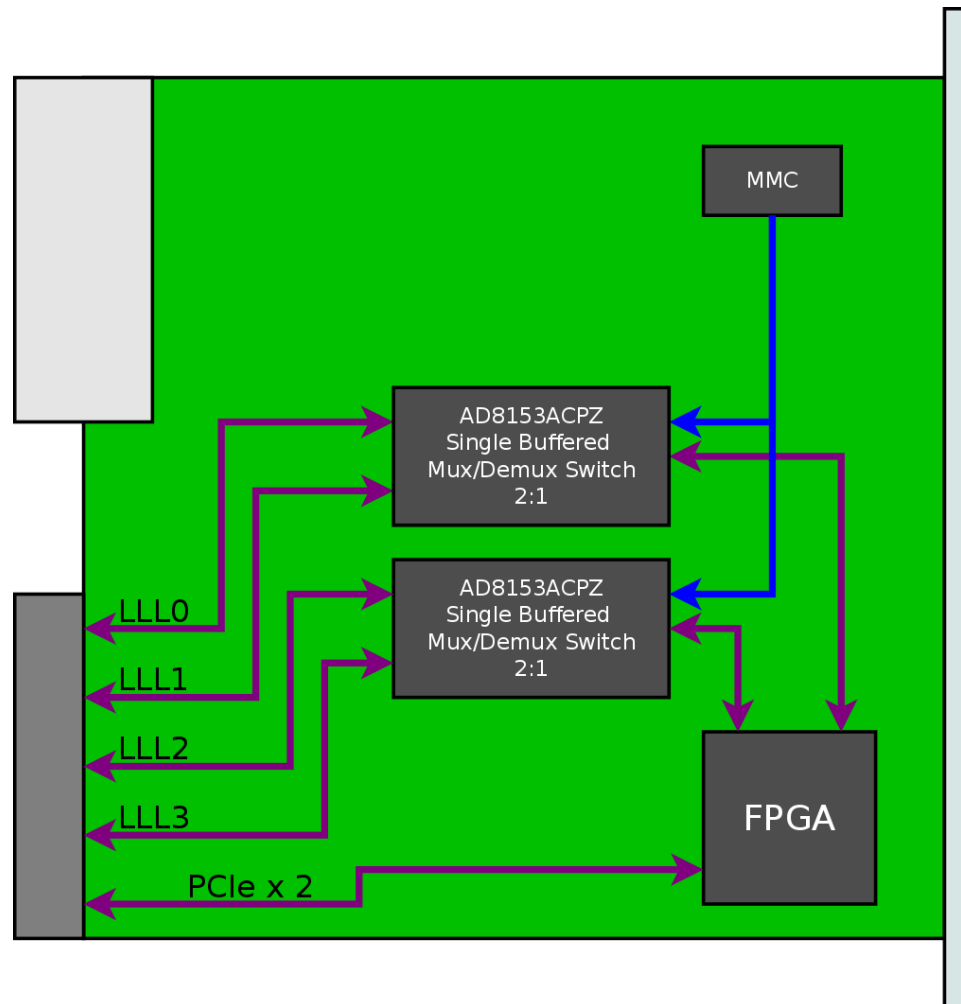 MMC
AD8153ACPZ
Single Buffered
Mux/Demux Switch
2:1
AD8153ACPZ
Single Buffered
Mux/Demux Switch
2:1
LLL0
LLL1
LLL2
LLL3
FPGA
PCIe x 2